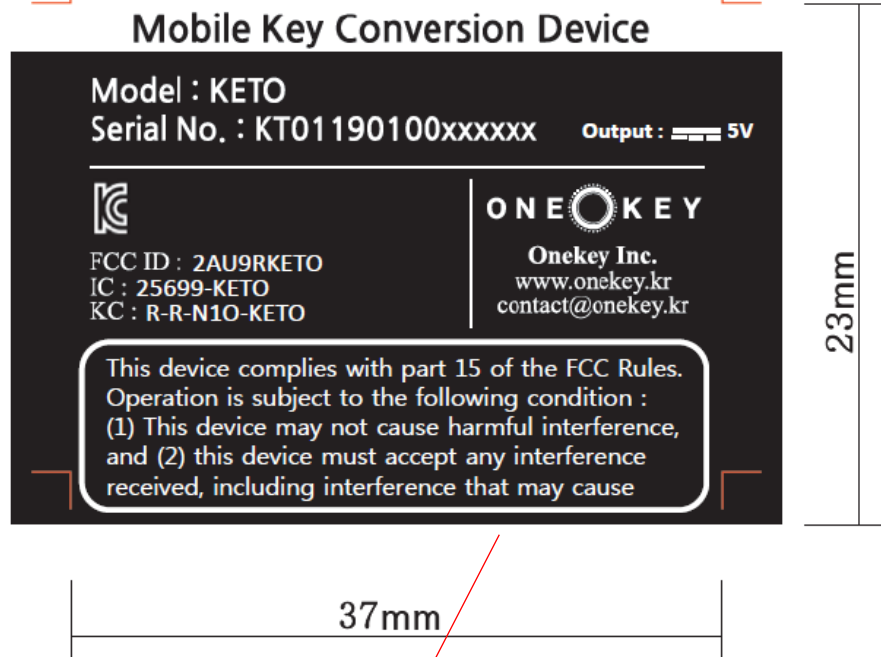 Mobile Key Conversion Device
Model : KETO
Serial No. : KT01190100xxxxxx
Output : 5V
FCC ID : 2AU9RKETO
IC : 25699-KETO
KC : R-R-N1O-KETO
ONE KEY
Onekey Inc.
www.onekey.kr
contact@onekey.kr
This device complies with part 15 of the FCC Rules.
Operation is subject to the following condition :
(1) This device may not cause harmful interference,
and (2) this device must accept any interference
received, including interference that may cause
23mm
37mm